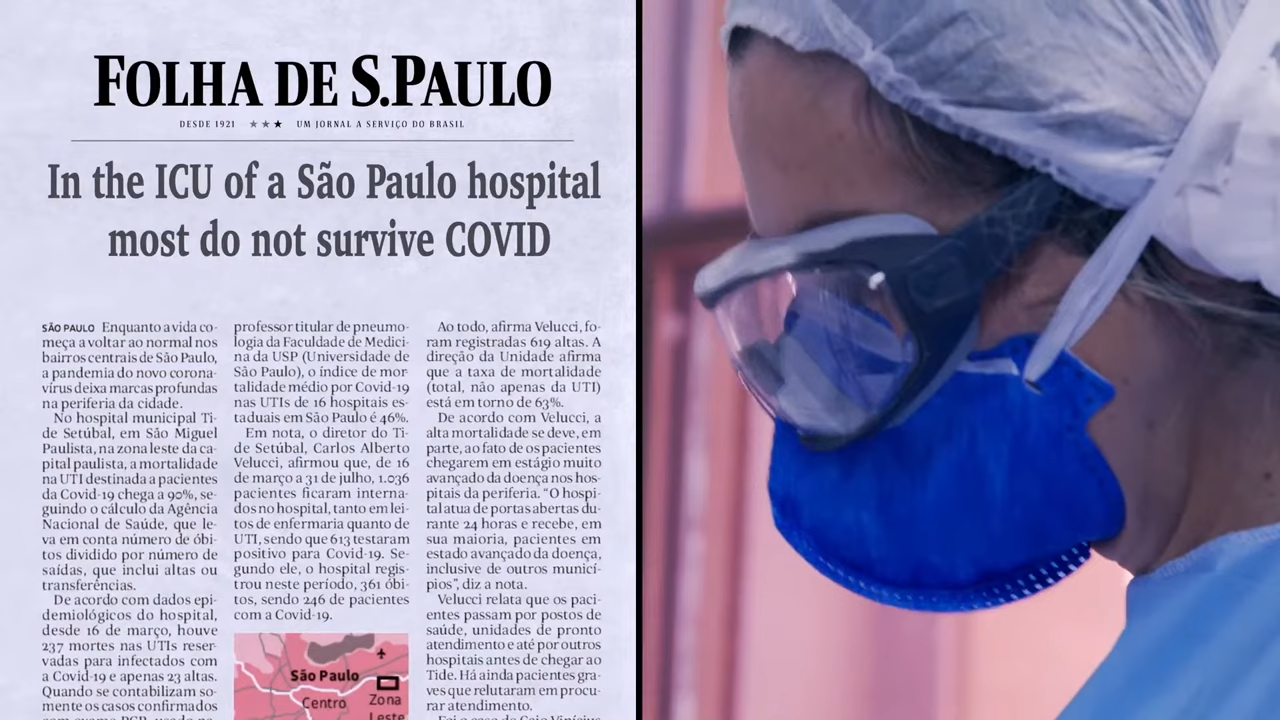 FOLHA DE S.PAULO
DESDE 1921 ★★★ UM JORNAL A SERVIÇO DO BRASIL
In the ICU of a São Paulo hospital
most do not survive COVID
SÃO PAULO Enquanto a vida co-
meça a voltar ao normal nos
bairros centrais de São Paulo,
a pandemia do novo corona-
vírus deixa marcas profundas
na periferia da cidade.
No hospital municipal Ti-
de Setúbal, em São Miguel
Paulista, na zona leste da ca-
pital paulista, a mortalidade
na UTI destinada a pacientes
da Covid-19 chega a 90%, se-
guindo o cálculo da Agência
Nacional de Saúde, que le-
va em conta número de óbi-
tos dividido por número de
saídas, que inclui altas ou
transferências.
De acordo com dados epi-
demiológicos do hospital,
desde 16 de março, houve
237 mortes nas UTIs reser-
vadas para infectados com
a Covid-19 e apenas 23 altas.
Quando se contabilizam so-
mente os casos confirmados
professor titular de pneumo-
logia da Faculdade de Medici-
na da USP (Universidade de
São Paulo), o índice de mor-
talidade médio por Covid-19
nas UTIs de 16 hospitais es-
taduais em São Paulo é 46%.
Em nota, o diretor do Ti-
de Setúbal, Carlos Alberto
Velucci, afirmou que, de 16
de março a 31 de julho, 1.036
pacientes ficaram interna-
dos no hospital, tanto em lei-
tos de enfermaria quanto de
UTI, sendo que 613 testaram
positivo para Covid-19. Se-
gundo ele, o hospital regis-
trou neste período, 361 óbi-
tos, sendo 246 de pacientes
com a Covid-19.
São Paulo
Centro
Zona
Leste
Ao todo, afirma Velucci, fo-
ram registradas 619 altas. A
direção da Unidade afirma
que a taxa de mortalidade
(total, não apenas da UTI)
está em torno de 63%.
De acordo com Velucci, a
alta mortalidade se deve, em
parte, ao fato de os pacientes
chegarem em estágio muito
avançado da doença nos hos-
pitais da periferia. "O hospi-
tal atua de portas abertas du-
rante 24 horas e recebe, em
sua maioria, pacientes em
estado avançado da doença,
inclusive de outros municí-
pios", diz a nota.
Velucci relata que os paci-
entes passam por postos de
saúde, unidades de pronto
atendimento e até por outros
hospitais antes de chegar ao
Tide. Há ainda pacientes gra-
ves que relutaram em procu-
rar atendimento.